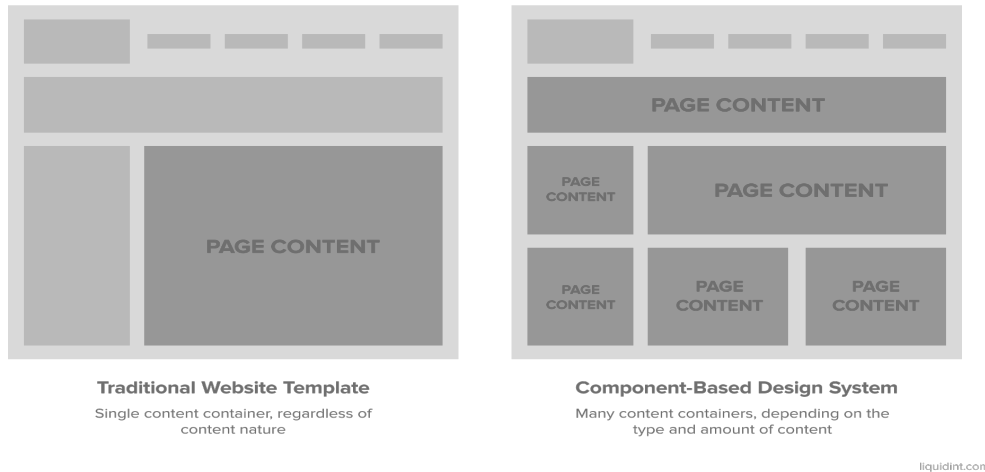 PAGE CONTENT
Traditional Website Template
Single content container, regardless of
content nature
PAGE CONTENT
PAGE
CONTENT
PAGE CONTENT
PAGE
CONTENT
PAGE
CONTENT
PAGE
CONTENT
Component-Based Design System
Many content containers, depending on the
type and amount of content
liquidint.com